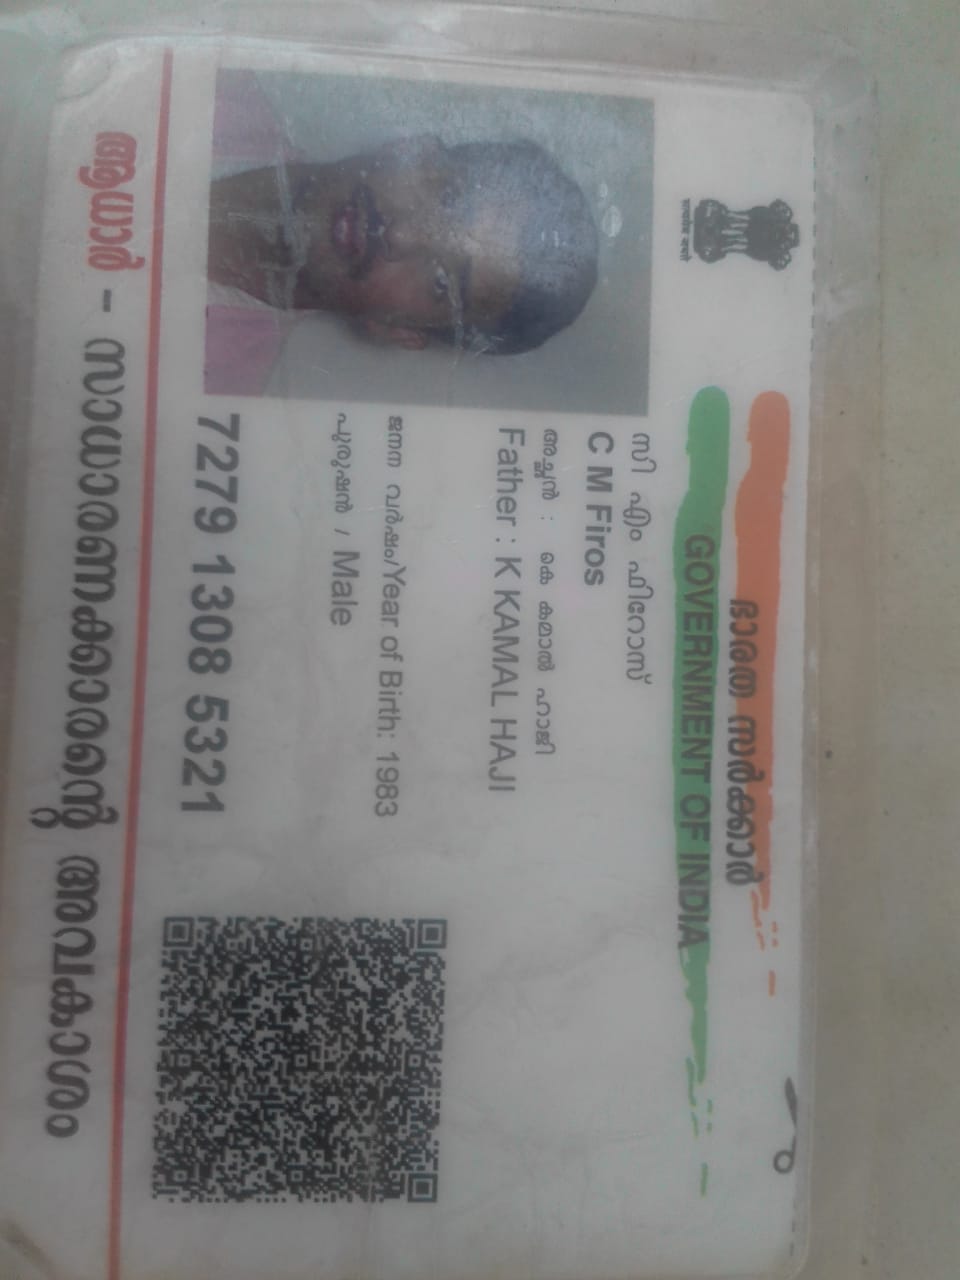 ഭാരത സർക്കാർ
GOVERNMENT OF INDIA
സി എം ഫിറോസ്
C M Firos
അച്ഛൻ : കെ കമാൽ ഹാജി
Father : K KAMAL HAJI
ജനന വർഷം/Year of Birth: 1983
പുരുഷൻ / Male
7279 1308 5321
ആധാർ - സാധാരണക്കാരന്റെ അവകാശം